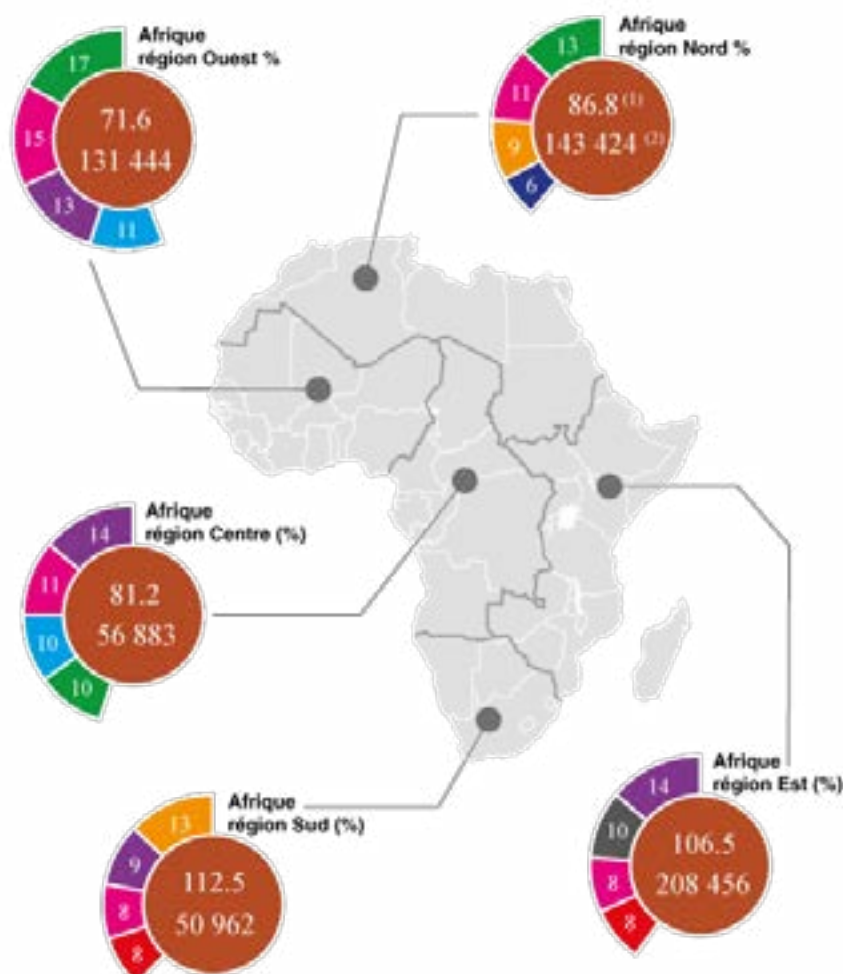 Afrique
région Ouest %
17
15
13
11
71.6
131 444
Afrique
région Nord %
13
11
9
6
86.8 (1)
143 424 (2)
Afrique
région Centre (%)
14
11
10
10
81.2
56 883
Afrique
région Sud (%)
13
9
8
8
112.5
50 962
Afrique
région Est (%)
14
10
8
8
106.5
208 456